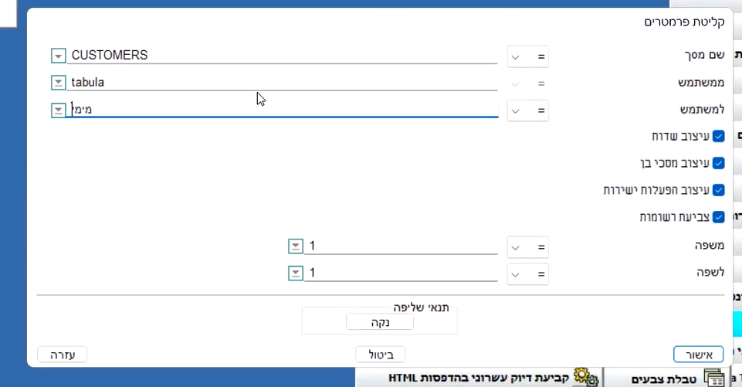 קליטת פרמטרים
שם מסך = CUSTOMERS
ממשתמש = tabula
למשתמש = מימי
עיצוב שדות
עיצוב מסכי בן
עיצוב הפעלות ישירות
צביעת רשומות
משפה = 1
לשפה = 1
תנאי שליפה
נקה
אישור ביטול עזרה
טבלת צבעים קביעת דיוק עשרוני בהדפסות HTML